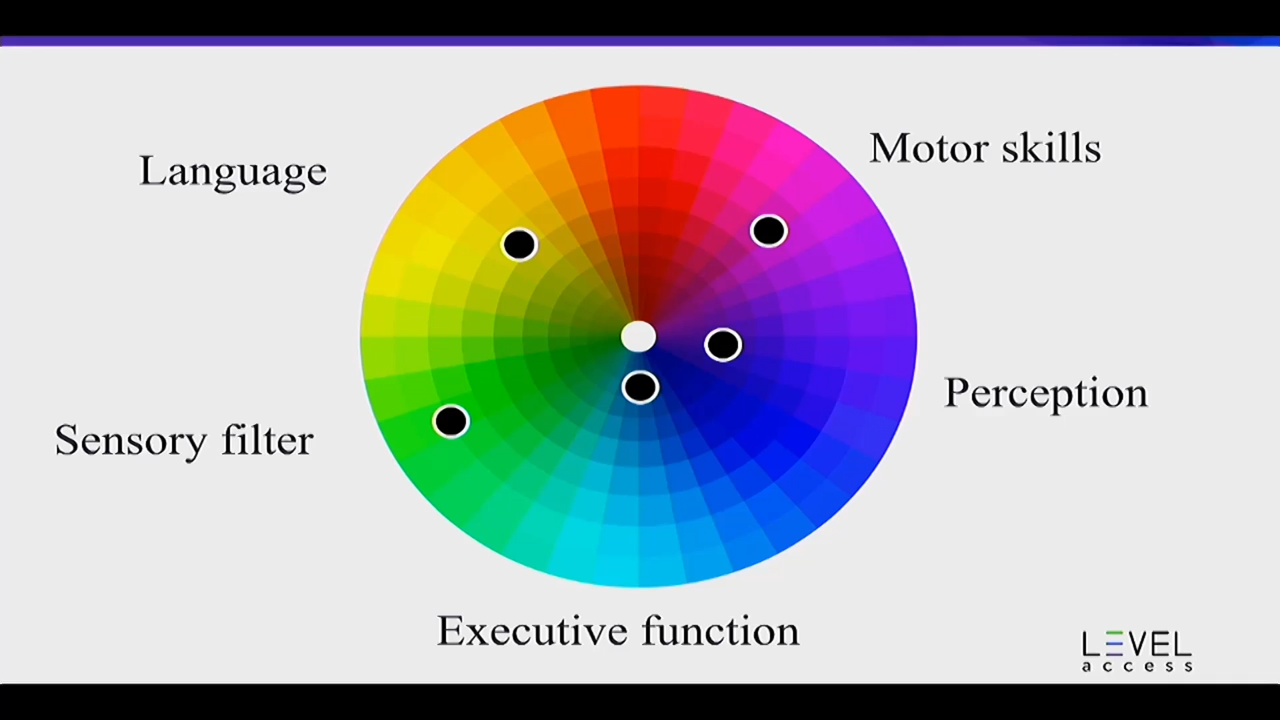 Motor skills
Language
Perception
Sensory filter
Executive function
LEVEL
access